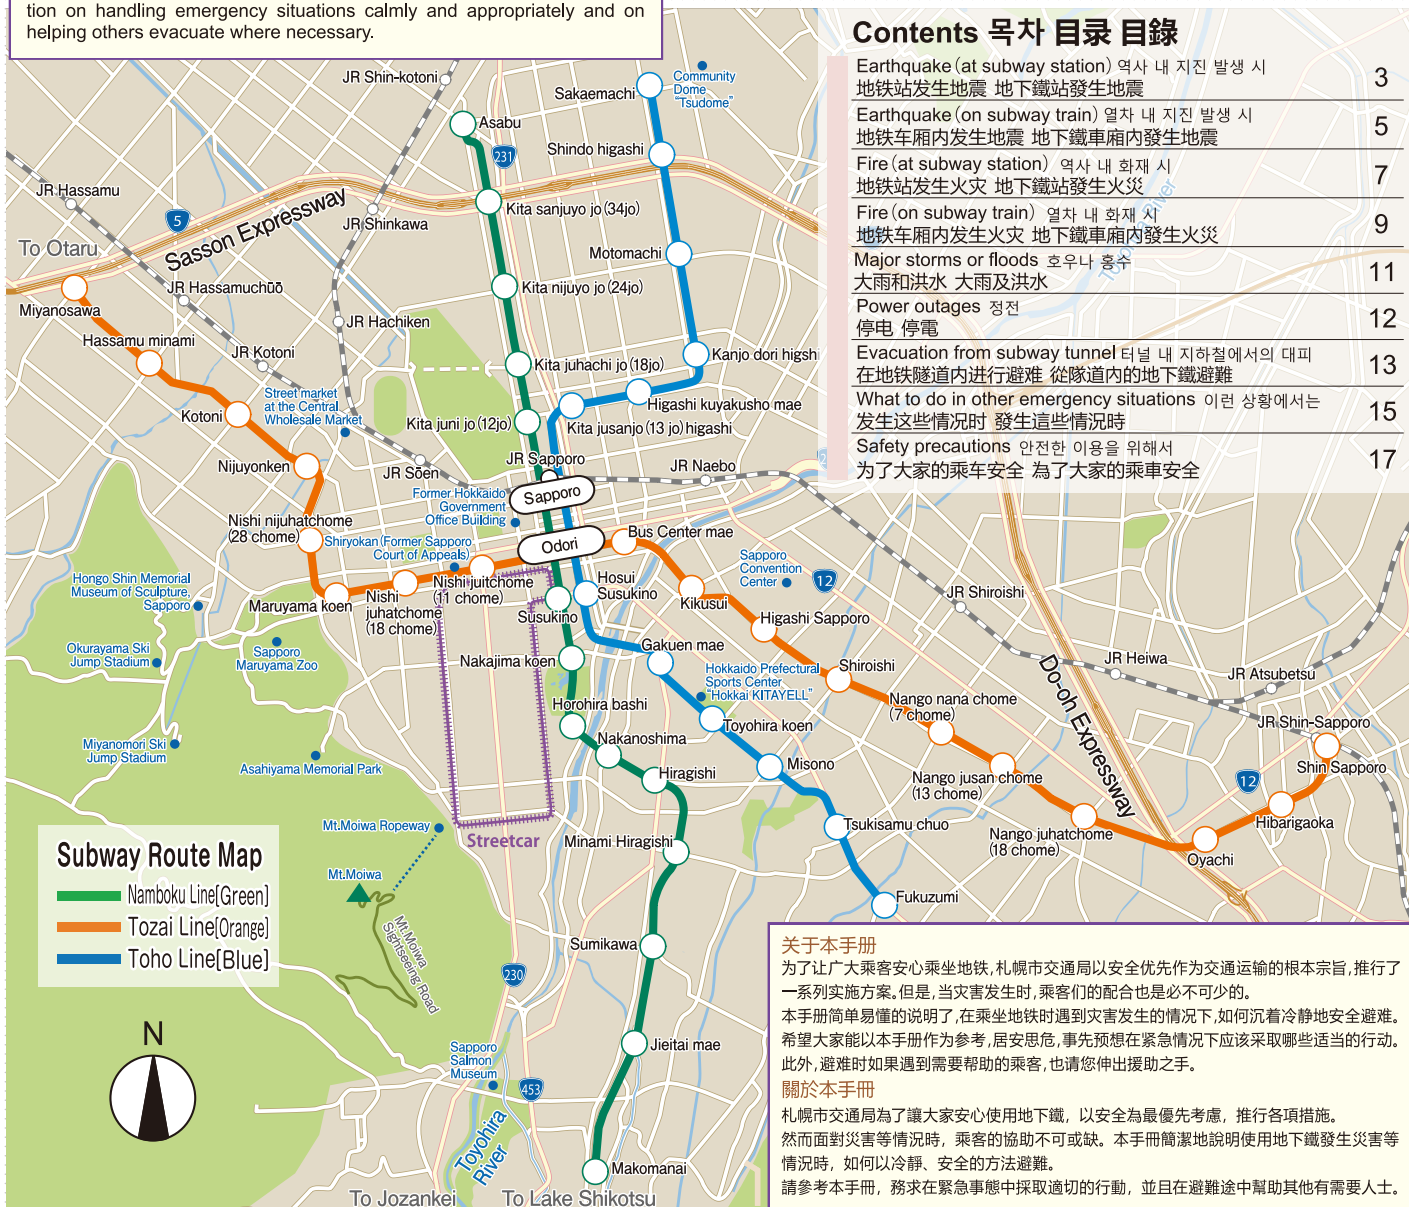 tion on handling emergency situations calmly and appropriately and on
helping others evacuate where necessary.
Contents 목차 目录 目錄
Earthquake (at subway station) 역사 내 지진 발생 시
地铁站发生地震 地下鐵站發生地震
3
Earthquake (on subway train) 열차 내 지진 발생 시
地铁车厢内发生地震 地下鐵車廂內發生地震
5
Fire (at subway station) 역사 내 화재 시
地铁站发生火灾 地下鐵站發生火災
7
Fire (on subway train) 열차 내 화재 시
地铁车厢内发生火灾 地下鐵車廂內發生火災
9
Major storms or floods 호우나 홍수
大雨和洪水 大雨及洪水
11
Power outages 정전
停电 停電
12
Evacuation from subway tunnel 터널 내 지하철에서의 대피
在地铁隧道内进行避难 從隧道內的地下鐵避難
13
What to do in other emergency situations 이런 상황에서는
发生这些情况时 發生這些情況時
15
Safety precautions 안전한 이용을 위해서
为了大家的乘车安全 為了大家的乘車安全
17
JR Shin-kotoni
Sakaemachi
Community
Dome
"Tsudome"
Asabu
231
Shindo higashi
JR Hassamu
5
Sasson Expressway
JR Shinkawa
Kita sanjuyo jo (34jo)
To Otaru
Motomachi
Miyanosawa
JR Hassamuchūō
Kita nijuyo jo (24jo)
Hassamu minami
JR Hachiken
JR Kotoni
Kita juhachi jo (18jo)
Kanjo dori higshi
Street market
at the Central
Wholesale Market
Kotoni
Higashi kuyakusho mae
Kita juni jo (12jo)
Kita jusanjo (13 jo) higashi
Nijuyonken
JR Sōen
JR Sapporo
JR Naebo
Sapporo
Former Hokkaido
Government
Office Building
Nishi nijuhatchome
(28 chome)
Shiryokan (Former Sapporo
Court of Appeals)
Odori
Bus Center mae
Sapporo
Convention
Center
12
Hongo Shin Memorial
Museum of Sculpture,
Sapporo
Maruyama koen
Nishi
juhatchome
(18 chome)
Nishi juitchome
(11 chome)
Susukino
Hosui
Susukino
Kikusui
JR Shiroishi
Higashi Sapporo
Okurayama Ski
Jump Stadium
Sapporo
Maruyama Zoo
Nakajima koen
Gakuen mae
Hokkaido Prefectural
Sports Center
"Hokkai KITAYELL"
Shiroishi
JR Heiwa
JR Atsubetsu
Do-oh Expressway
Nango nana chome
(7 chome)
Horohira bashi
Toyohira koen
JR Shin-Sapporo
Miyanomori Ski
Jump Stadium
Asahiyama Memorial Park
Nakanoshima
Misono
Nango jusan chome
(13 chome)
Shin Sapporo
12
Hiragishi
Mt.Moiwa Ropeway
Streetcar
Minami Hiragishi
Tsukisamu chuo
Nango juhatchome
(18 chome)
Hibarigaoka
Oyachi
Subway Route Map
Namboku Line[Green]
Tozai Line[Orange]
Toho Line[Blue]
Mt.Moiwa
Mt.Moiwa
Sightseeing Road
Fukuzumi
Sumikawa
230
N
Sapporo
Salmon
Museum
Jieitai mae
453
Toyohira
River
Makomanai
To Jozankei
To Lake Shikotsu
关于本手册
为了让广大乘客安心乘坐地铁,札幌市交通局以安全优先作为交通运输的根本宗旨,推行了
一系列实施方案。但是,当灾害发生时,乘客们的配合也是必不可少的。
本手册简单易懂的说明了,在乘坐地铁时遇到灾害发生的情况下,如何沉着冷静地安全避难。
希望大家能以本手册作为参考,居安思危,事先预想在紧急情况下应该采取哪些适当的行动。
此外,避难时如果遇到需要帮助的乘客,也请您伸出援助之手。
關於本手冊
札幌市交通局為了讓大家安心使用地下鐵，以安全為最優先考慮，推行各項措施。
然而面對災害等情況時，乘客的協助不可或缺。本手冊簡潔地說明使用地下鐵發生災害等
情況時，如何以冷靜、安全的方法避難。
請參考本手冊，務求在緊急事態中採取適切的行動，並且在避難途中幫助其他有需要人士。